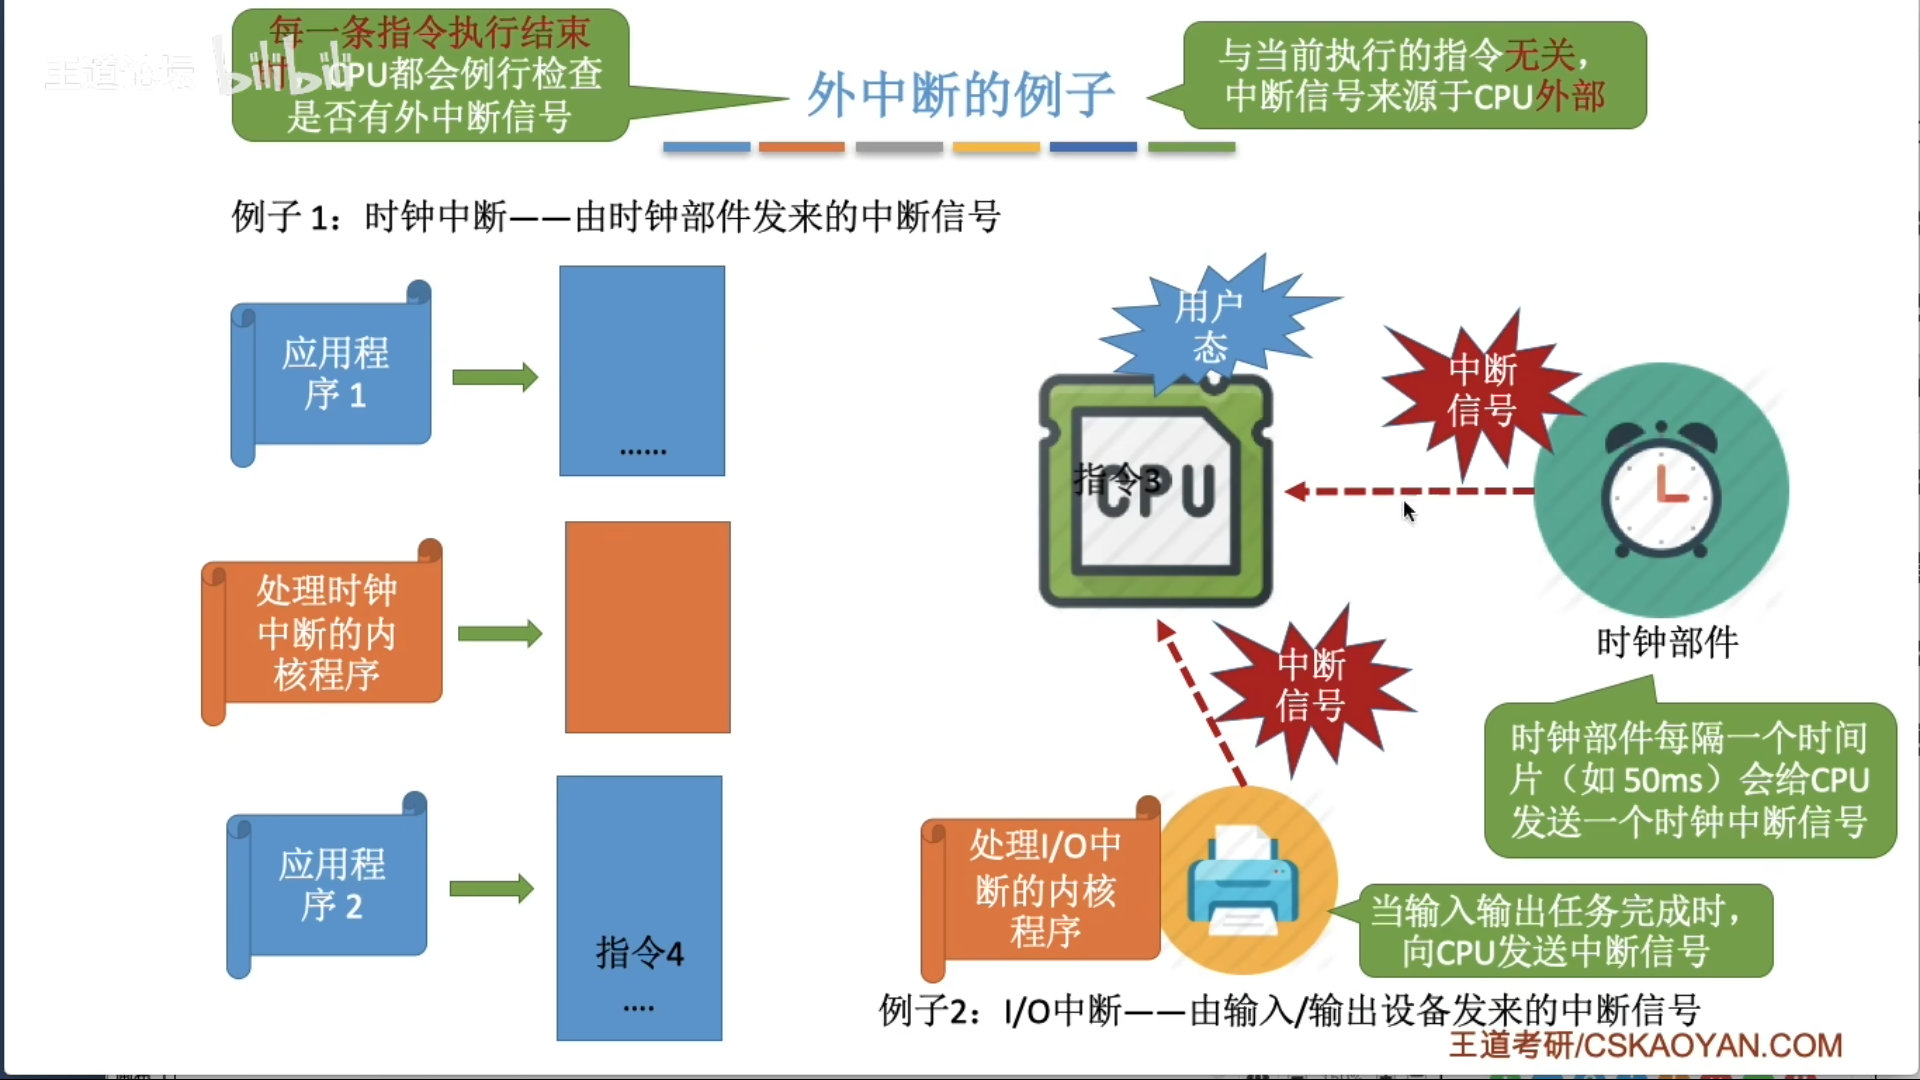 每一条指令执行结束
时，CPU都会例行检查
是否有外中断信号
王道论坛 bilibili
外中断的例子
与当前执行的指令无关，
中断信号来源于CPU外部
例子 1：时钟中断——由时钟部件发来的中断信号
应用程
序 1
……
处理时钟
中断的内
核程序
应用程
序 2
指令4
....
用户
态
指令3
CPU
中断
信号
时钟部件
时钟部件每隔一个时间
片（如 50ms）会给CPU
发送一个时钟中断信号
中断
信号
处理I/O中
断的内核
程序
当输入输出任务完成时，
向CPU发送中断信号
例子2：I/O中断——由输入/输出设备发来的中断信号
王道考研/CSKAOYAN.COM